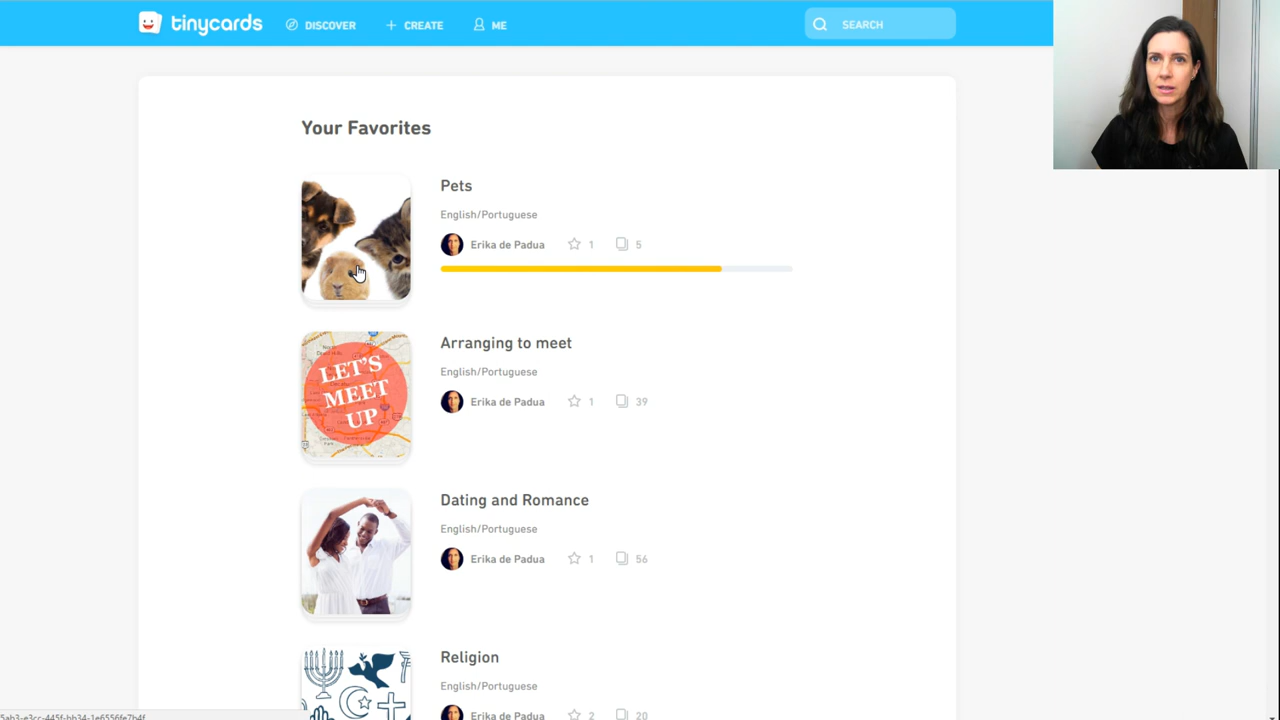 tinycards
DISCOVER
CREATE
ME
SEARCH
Your Favorites
Pets
English/Portuguese
Erika de Padua 1 5
Arranging to meet
English/Portuguese
Erika de Padua 1 39
LET'S
MEET
UP
Dating and Romance
English/Portuguese
Erika de Padua 1 56
Religion
English/Portuguese
Erika de Padua 2 20